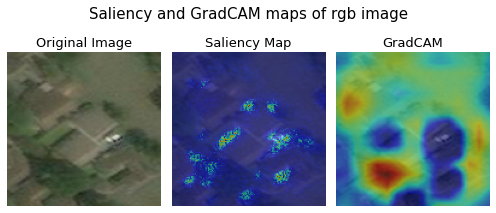 Saliency and GradCAM maps of rgb image
Original Image
Saliency Map
GradCAM